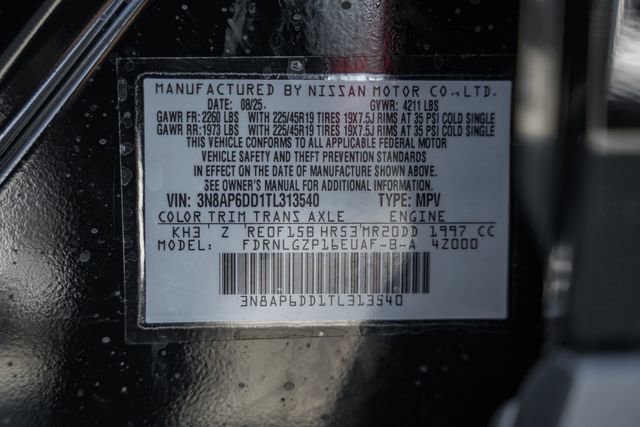 MANUFACTURED BY NISSAN MOTOR CO.,LTD.
DATE: 08/25 GVWR: 4211 LBS
GAWR FR: 2260 LBS WITH 225/45R19 TIRES 19X7.5J RIMS AT 35 PSI COLD SINGLE
GAWR RR: 1973 LBS WITH 225/45R19 TIRES 19X7.5J RIMS AT 35 PSI COLD SINGLE
THIS VEHICLE CONFORMS TO ALL APPLICABLE FEDERAL MOTOR
VEHICLE SAFETY AND THEFT PREVENTION STANDARDS
IN EFFECT ON THE DATE OF MANUFACTURE SHOWN ABOVE.
SEE OWNER'S MANUAL FOR ADDITIONAL INFORMATION.
VIN: 3N8AP6DD1TL313540 TYPE: MPV
COLOR TRIM TRANS AXLE ENGINE
KH3 Z RE0F15B HR53 MR20DD 1997 CC
MODEL: FDRNLGZP16EUAF-B-A 4Z000
3N8AP6DD1TL313540